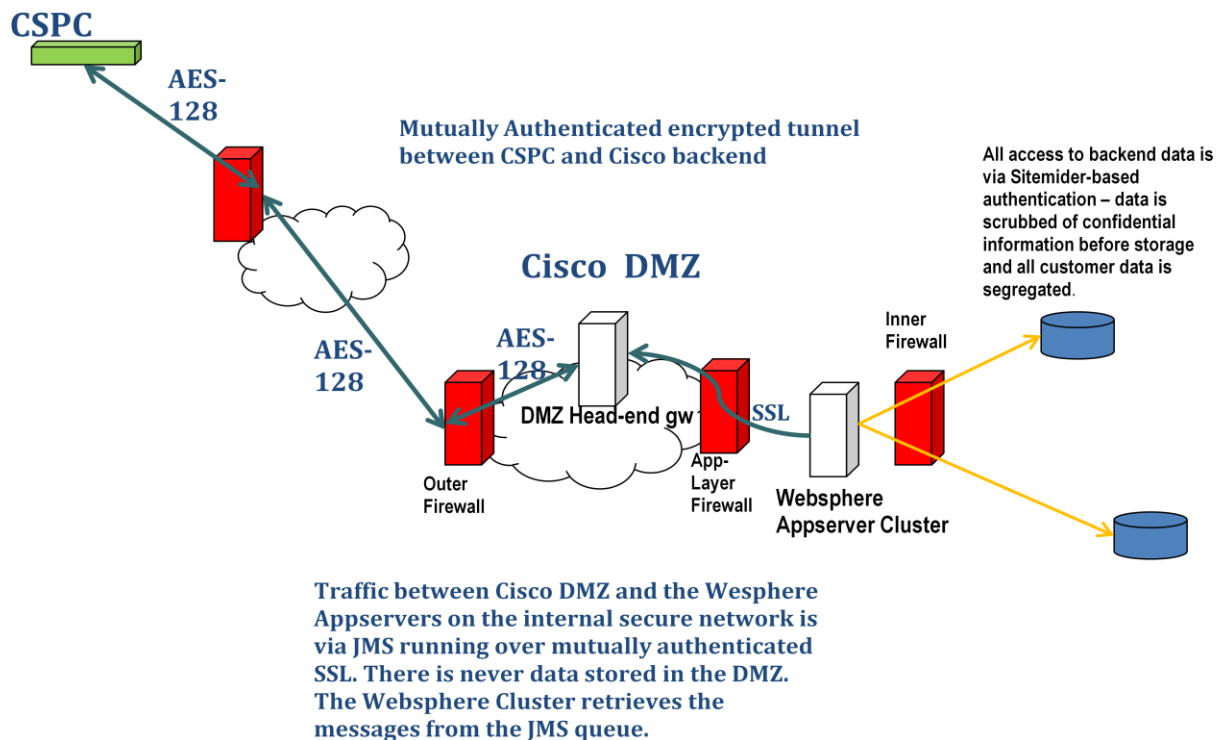 CSPC
AES-
128
Mutually Authenticated encrypted tunnel
between CSPC and Cisco backend
All access to backend data is
via Sitemider-based
authentication – data is
scrubbed of confidential
information before storage
and all customer data is
segregated.
Cisco DMZ
AES-
128
AES-
128
DMZ Head-end gw
Outer
Firewall
SSL
App-
Layer
Firewall
Inner
Firewall
Websphere
Appserver Cluster
Traffic between Cisco DMZ and the Wesphere
Appservers on the internal secure network is
via JMS running over mutually authenticated
SSL. There is never data stored in the DMZ.
The Websphere Cluster retrieves the
messages from the JMS queue.